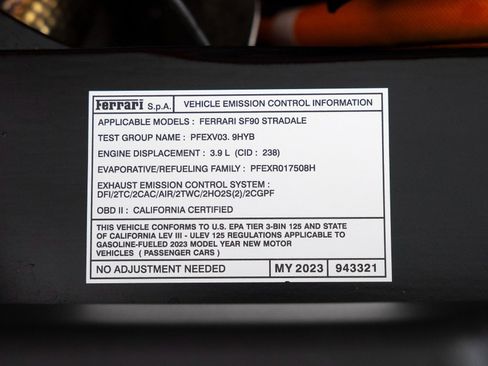 Ferrari S.p.A. VEHICLE EMISSION CONTROL INFORMATION
APPLICABLE MODELS : FERRARI SF90 STRADALE
TEST GROUP NAME : PFEXV03. 9HYB
ENGINE DISPLACEMENT : 3.9 L (CID : 238)
EVAPORATIVE/REFUELING FAMILY : PFEXR017508H
EXHAUST EMISSION CONTROL SYSTEM :
DFI/2TC/2CAC/AIR/2TWC/2HO2S(2)/2CGPF
OBD II : CALIFORNIA CERTIFIED
THIS VEHICLE CONFORMS TO U.S. EPA TIER 3-BIN 125 AND STATE
OF CALIFORNIA LEV III - ULEV 125 REGULATIONS APPLICABLE TO
GASOLINE-FUELED 2023 MODEL YEAR NEW MOTOR
VEHICLES ( PASSENGER CARS )
NO ADJUSTMENT NEEDED MY 2023 943321